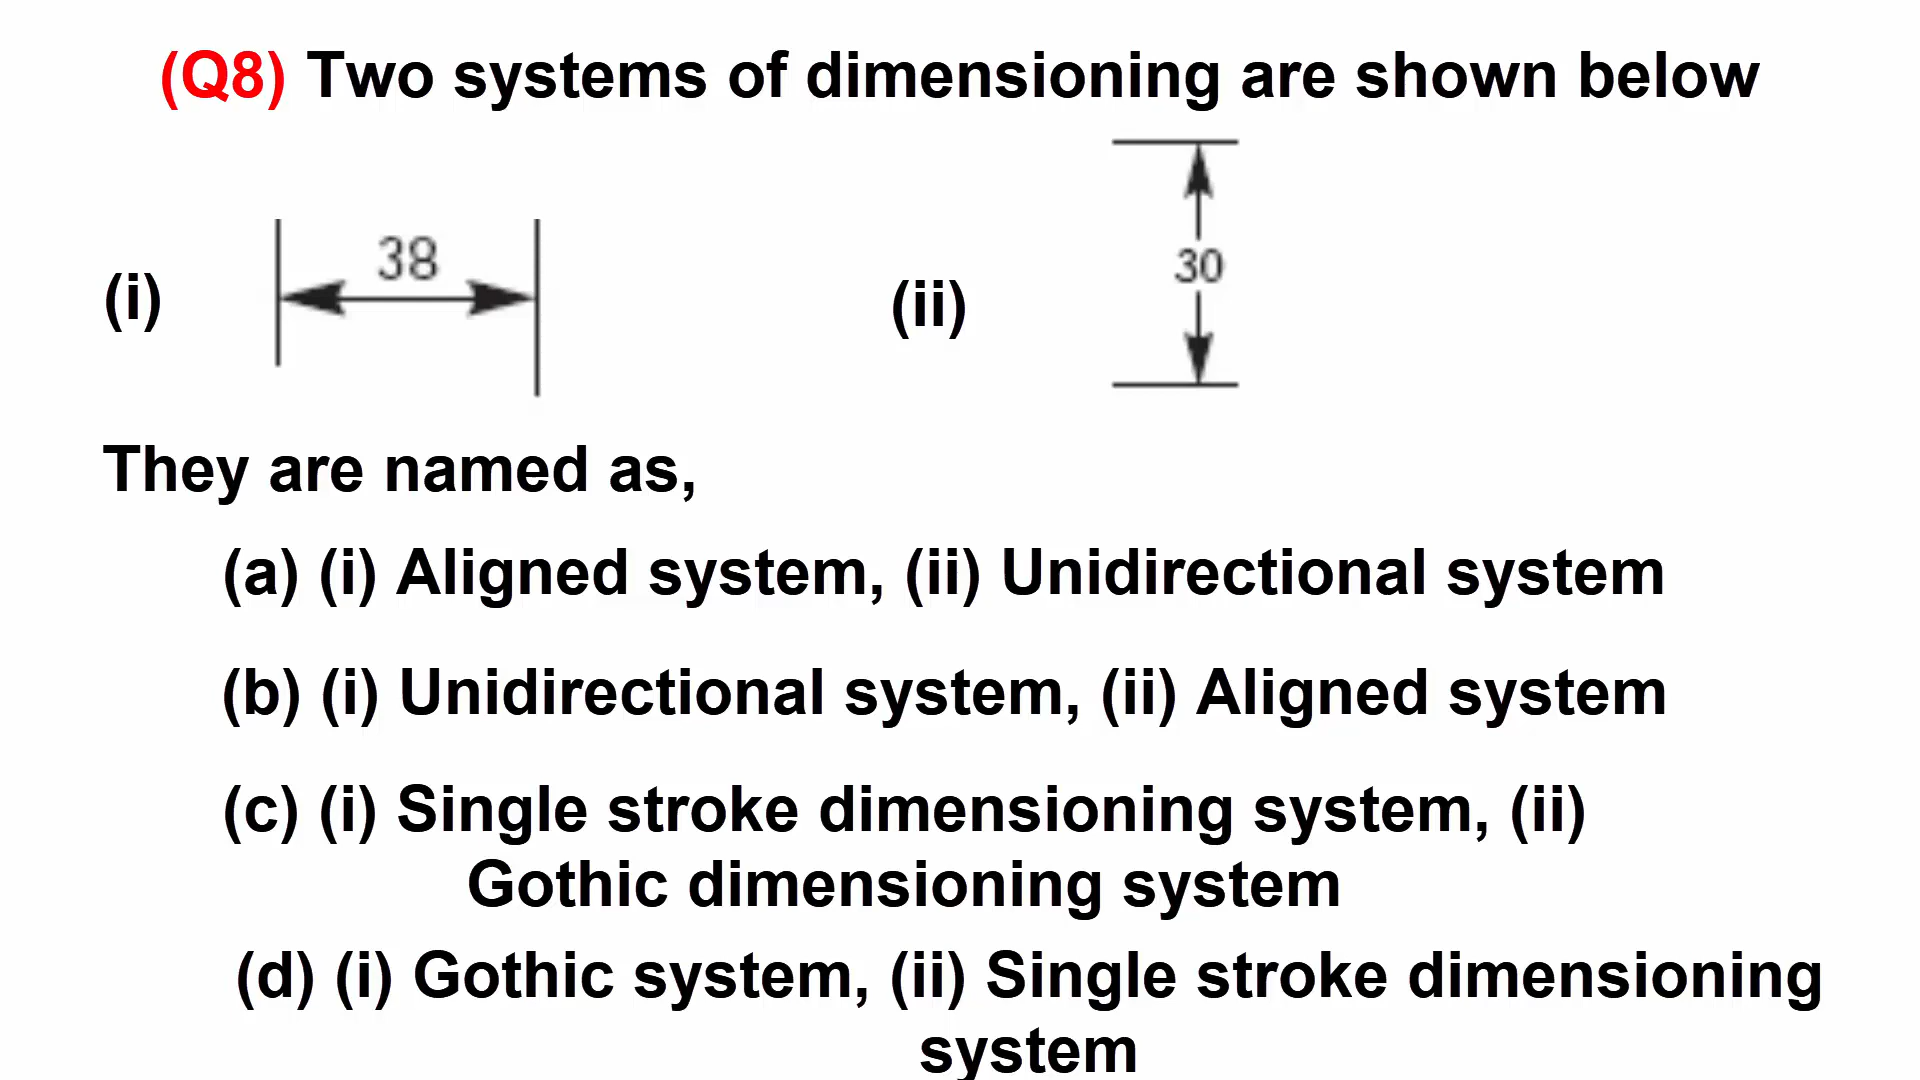 (Q8) Two systems of dimensioning are shown below
(i)
38
(ii)
30
They are named as,
(a) (i) Aligned system, (ii) Unidirectional system
(b) (i) Unidirectional system, (ii) Aligned system
(c) (i) Single stroke dimensioning system, (ii)
Gothic dimensioning system
(d) (i) Gothic system, (ii) Single stroke dimensioning
system